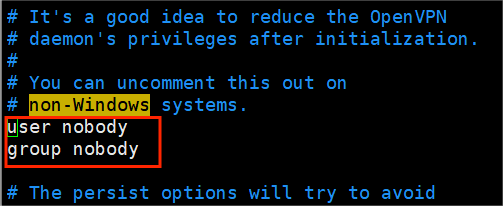 # It's a good idea to reduce the OpenVPN
# daemon's privileges after initialization.
#
# You can uncomment this out on
# non-Windows systems.
user nobody
group nobody
# The persist options will try to avoid